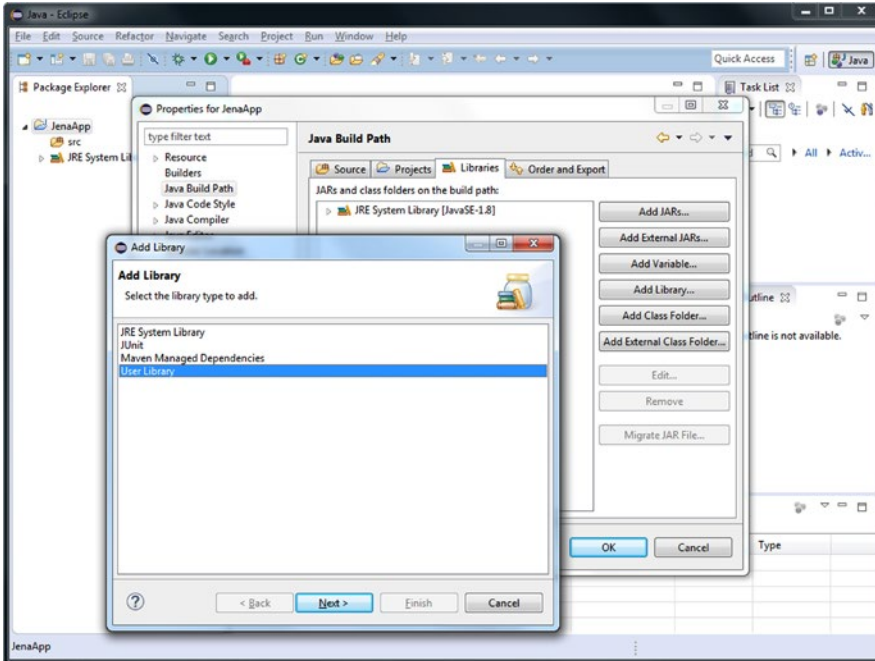 Java - Eclipse
File Edit Source Refactor Navigate Search Project Run Window Help
Quick Access
Java
Package Explorer
Task List
JenaApp
src
JRE System Lib
Properties for JenaApp
type filter text
Resource
Builders
Java Build Path
Java Code Style
Java Compiler
Java Build Path
Source Projects Libraries Order and Export
JARs and class folders on the build path:
JRE System Library [JavaSE-1.8]
Add JARs...
Add External JARs...
Add Variable...
Add Library...
Add Class Folder...
Add External Class Folder...
Edit...
Remove
Migrate JAR File...
OK Cancel
All Activ...
utline
tline is not available.
Type
Add Library
Add Library
Select the library type to add.
JRE System Library
JUnit
Maven Managed Dependencies
User Library
< Back Next > Finish Cancel
JenaApp